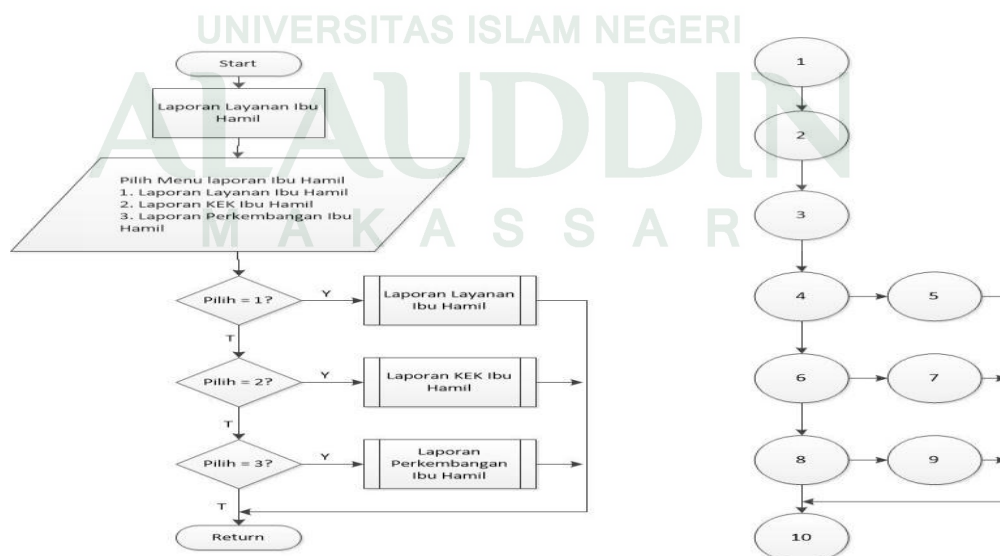 UNIVERSITAS ISLAM NEGERI
ALAUDDIN
MAKASSAR
Start
Laporan Layanan Ibu
Hamil
Pilih Menu laporan Ibu Hamil
1. Laporan Layanan Ibu Hamil
2. Laporan KEK Ibu Hamil
3. Laporan Perkembangan Ibu
Hamil
Pilih = 1?
Y
Laporan Layanan
Ibu Hamil
T
Pilih = 2?
Y
Laporan KEK Ibu
Hamil
T
Pilih = 3?
Y
Laporan
Perkembangan
Ibu Hamil
T
Return
1
2
3
4
5
6
7
8
9
10